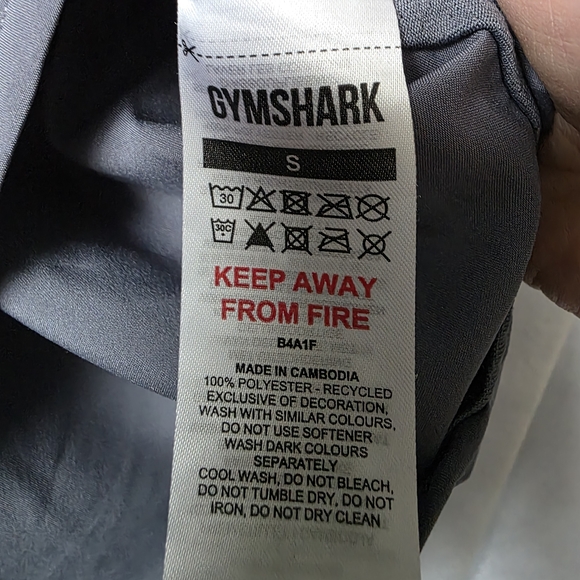 GYMSHARK
S
30
30C
KEEP AWAY
FROM FIRE
B4A1F
MADE IN CAMBODIA
100% POLYESTER - RECYCLED
EXCLUSIVE OF DECORATION,
WASH WITH SIMILAR COLOURS,
DO NOT USE SOFTENER
WASH DARK COLOURS
SEPARATELY
COOL WASH, DO NOT BLEACH,
DO NOT TUMBLE DRY, DO NOT
IRON, DO NOT DRY CLEAN